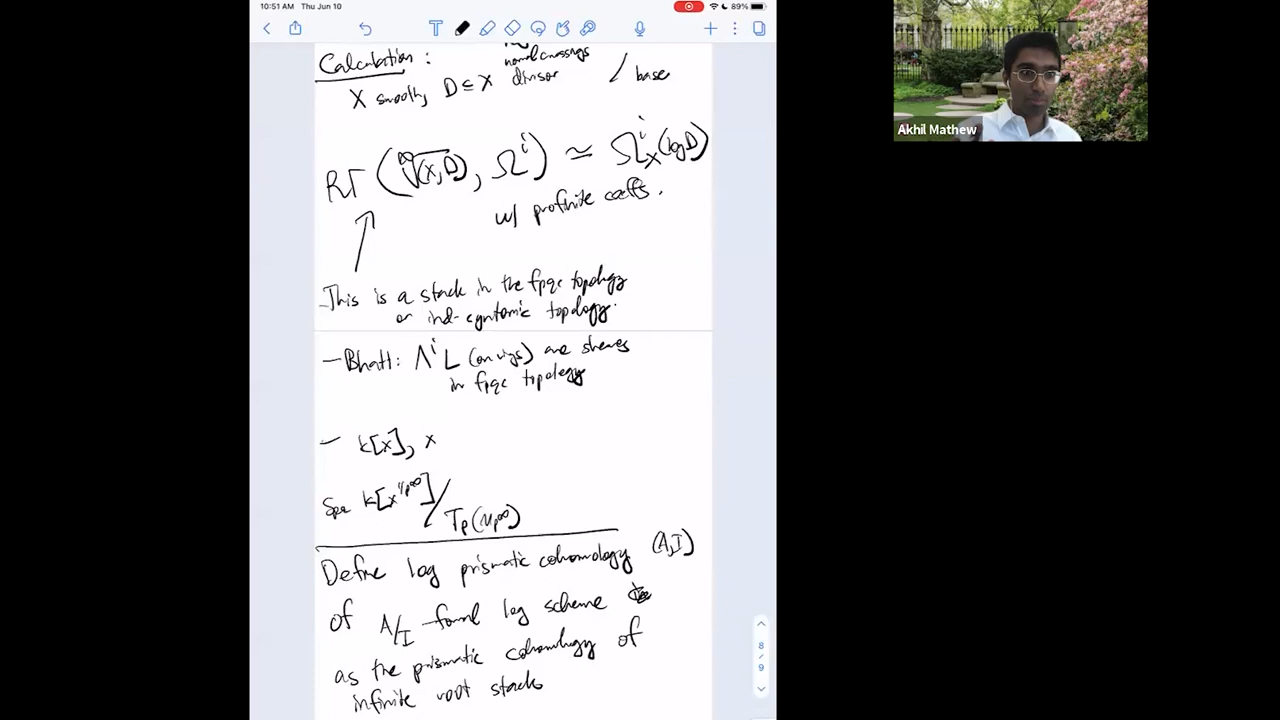 10:51 AM Thu Jun 10
89%
Calculation :
normal crossings
X smooth, D ⊆ X divisor / base
RΓ ( ∞√(X,D), Ω^i ) ≃ Ω^i_X (log D)
w/ profinite coeffs.
This is a stack in the fpqc topology
or ind-syntomic topology.
— Bhatt: Λ^i L (on rings) are sheaves
in fpqc topology
— k[x], x
Spec k[x^{1/p^∞}] / T_p(μ_{p^∞})
Define log prismatic cohomology (A,I)
of A/I -formal log scheme
as the prismatic cohomology of
infinite root stack
8
/
9
Akhil Mathew